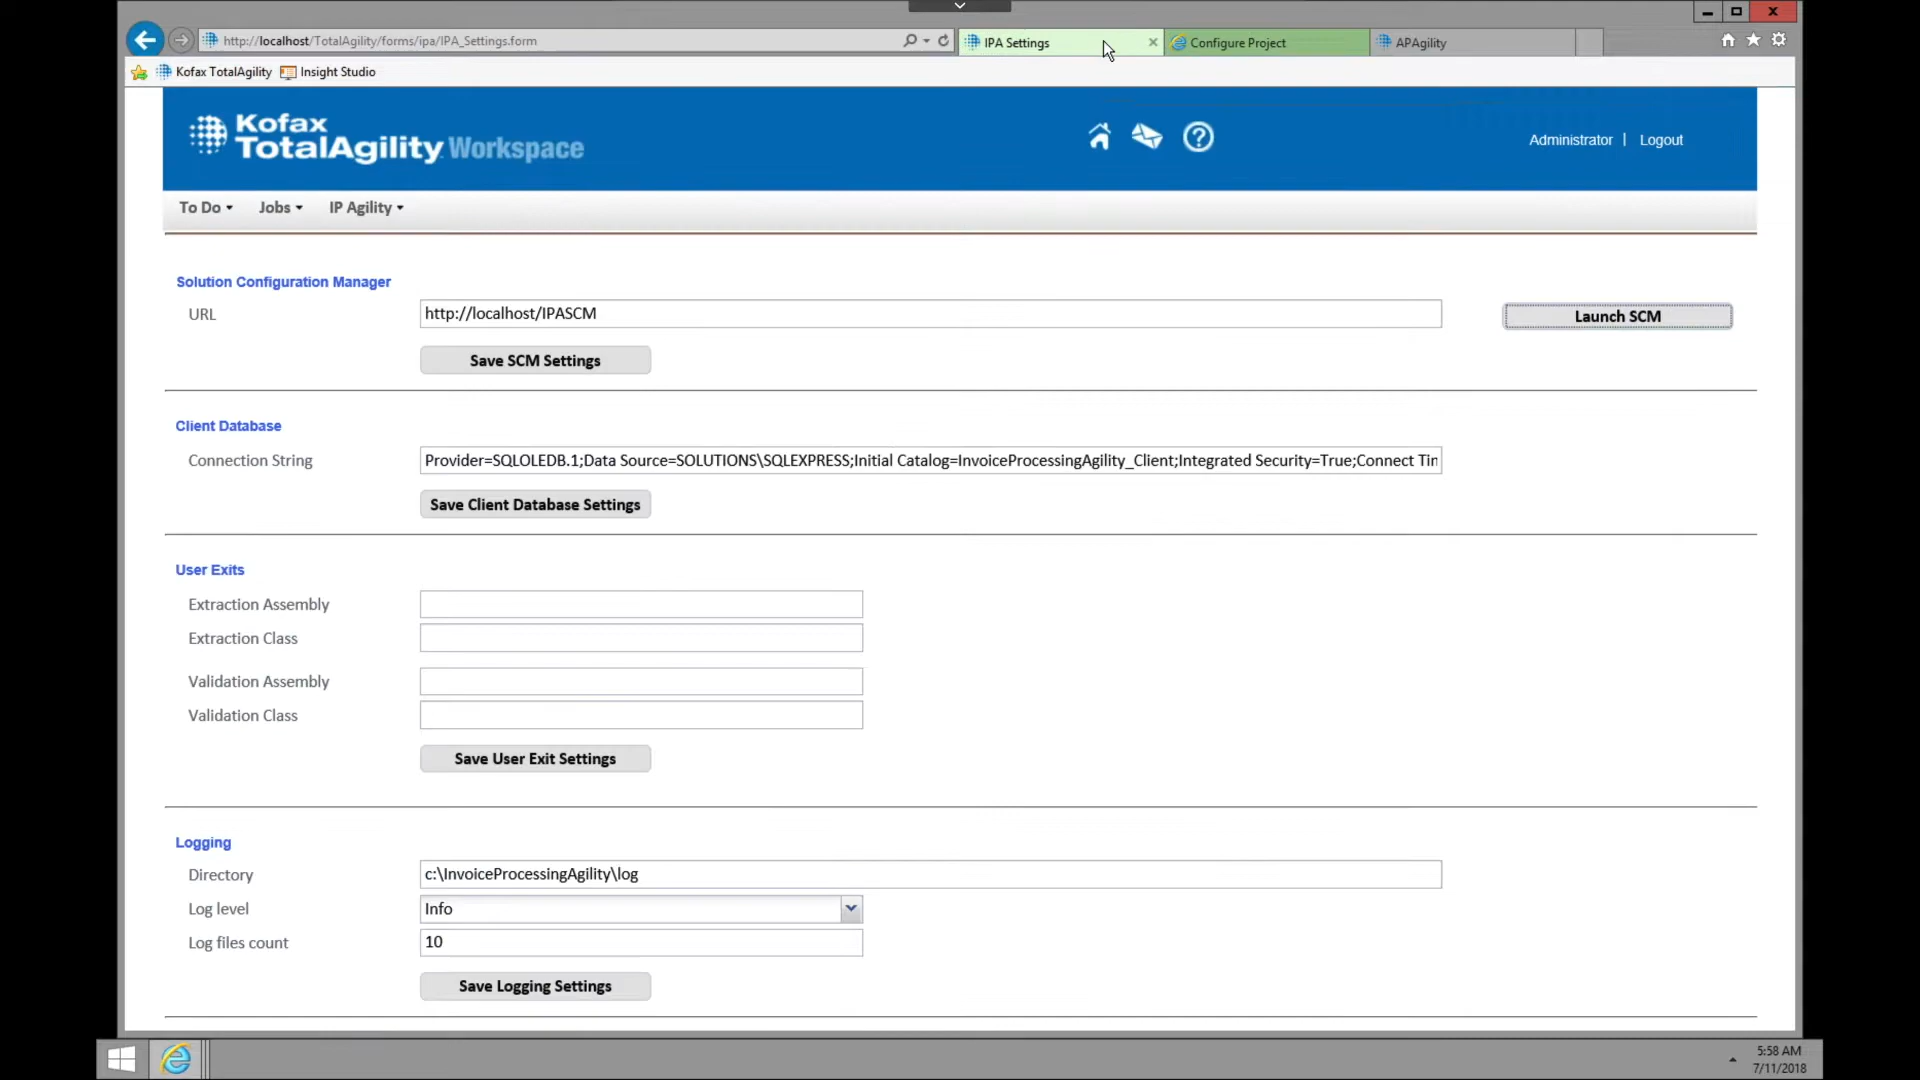 http://localhost/TotalAgility/forms/ipa/IPA_Settings.form
IPA Settings
Configure Project
APAgility
Kofax TotalAgility
Insight Studio
Kofax
TotalAgility Workspace
Administrator | Logout
To Do
Jobs
IP Agility
Solution Configuration Manager
URL
http://localhost/IPASCM
Launch SCM
Save SCM Settings
Client Database
Connection String
Provider=SQLOLEDB.1;Data Source=SOLUTIONS\SQLEXPRESS;Initial Catalog=InvoiceProcessingAgility_Client;Integrated Security=True;Connect Tin
Save Client Database Settings
User Exits
Extraction Assembly
Extraction Class
Validation Assembly
Validation Class
Save User Exit Settings
Logging
Directory
c:\InvoiceProcessingAgility\log
Log level
Info
Log files count
10
Save Logging Settings
5:58 AM
7/11/2018